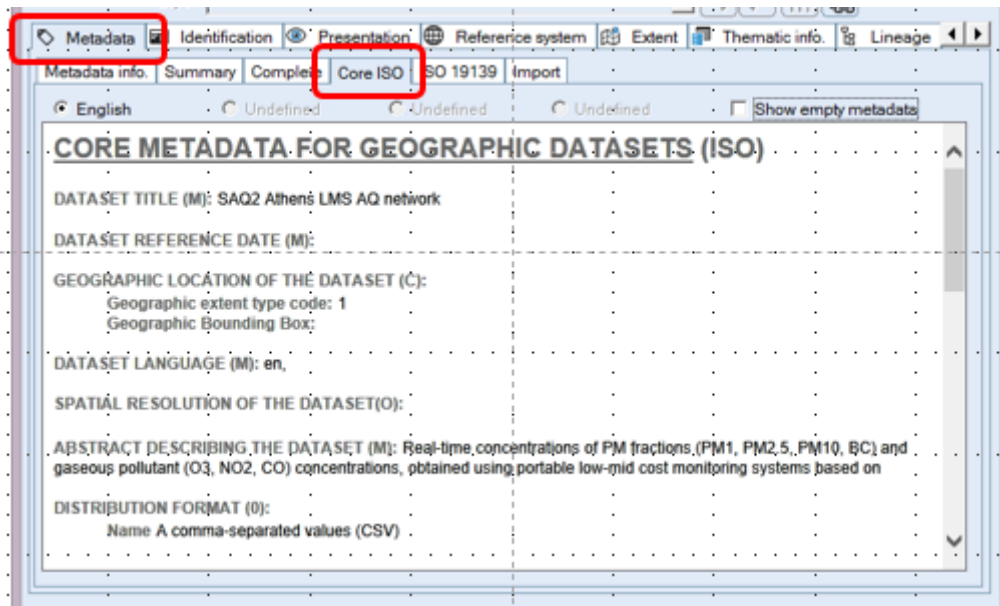 Metadata Identification Presentation Reference system Extent Thematic info. Lineage
Metadata info. Summary Complete Core ISO ISO 19139 Import
English Undefined Undefined Undefined Show empty metadata
CORE METADATA FOR GEOGRAPHIC DATASETS (ISO)
DATASET TITLE (M): SAQ2 Athens LMS AQ network
DATASET REFERENCE DATE (M):
GEOGRAPHIC LOCATION OF THE DATASET (C):
Geographic extent type code: 1
Geographic Bounding Box:
DATASET LANGUAGE (M): en,
SPATIAL RESOLUTION OF THE DATASET(O):
ABSTRACT DESCRIBING THE DATASET (M): Real-time concentrations of PM fractions (PM1, PM2.5, PM10, BC) and
gaseous pollutant (O3, NO2, CO) concentrations, obtained using portable low-mid cost monitoring systems based on
DISTRIBUTION FORMAT (0):
Name A comma-separated values (CSV)